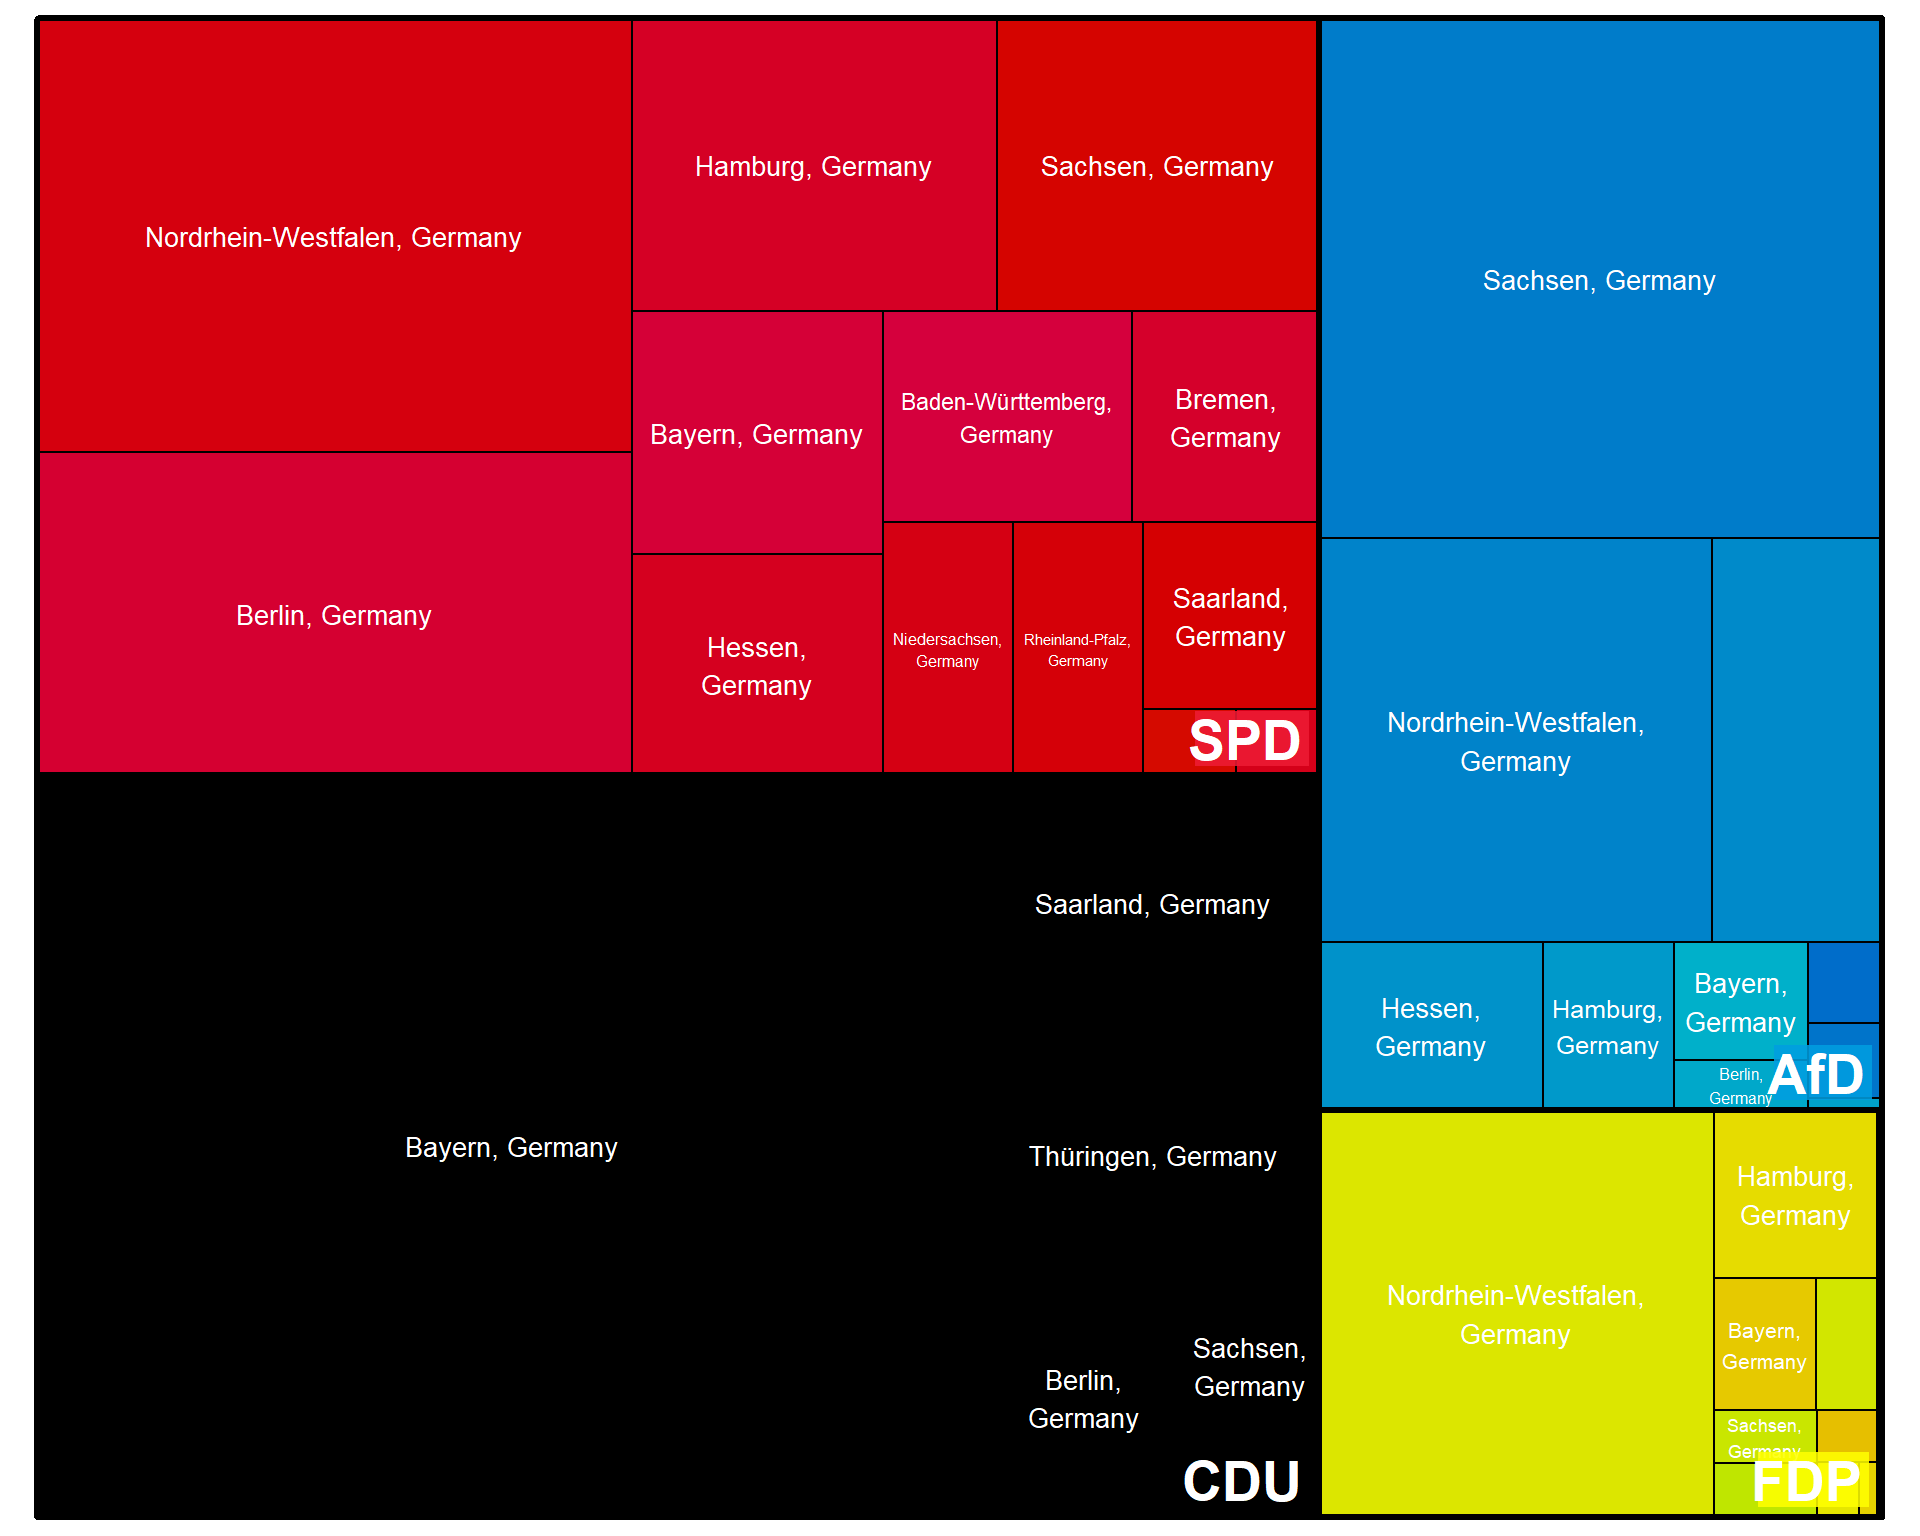 Nordrhein-Westfalen, Germany
Hamburg, Germany
Sachsen, Germany
Berlin, Germany
Bayern, Germany
Baden-Württemberg,
Germany
Bremen,
Germany
Hessen,
Germany
Niedersachsen,
Germany
Rheinland-Pfalz,
Germany
Saarland,
Germany
SPD
Bayern, Germany
Saarland, Germany
Thüringen, Germany
Berlin,
Germany
Sachsen,
Germany
CDU
Sachsen, Germany
Nordrhein-Westfalen,
Germany
Hessen,
Germany
Hamburg,
Germany
Bayern,
Germany
Berlin,
Germany
AfD
Nordrhein-Westfalen,
Germany
Hamburg,
Germany
Bayern,
Germany
Sachsen,
Germany
FDP